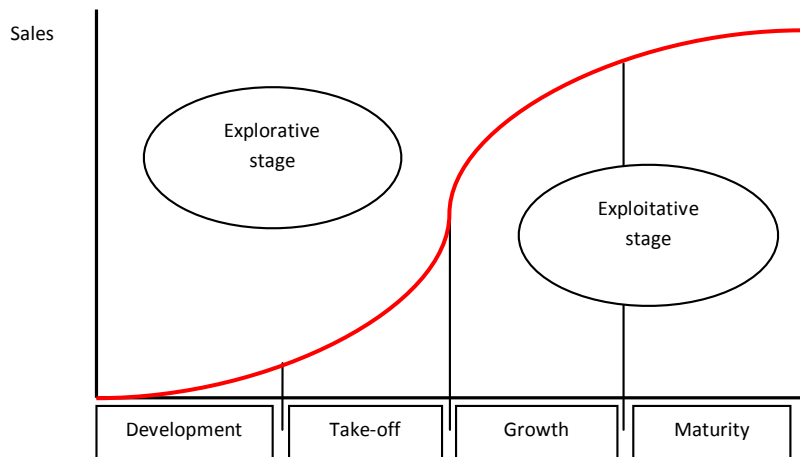 Sales
Explorative
stage
Exploitative
stage
Development
Take-off
Growth
Maturity